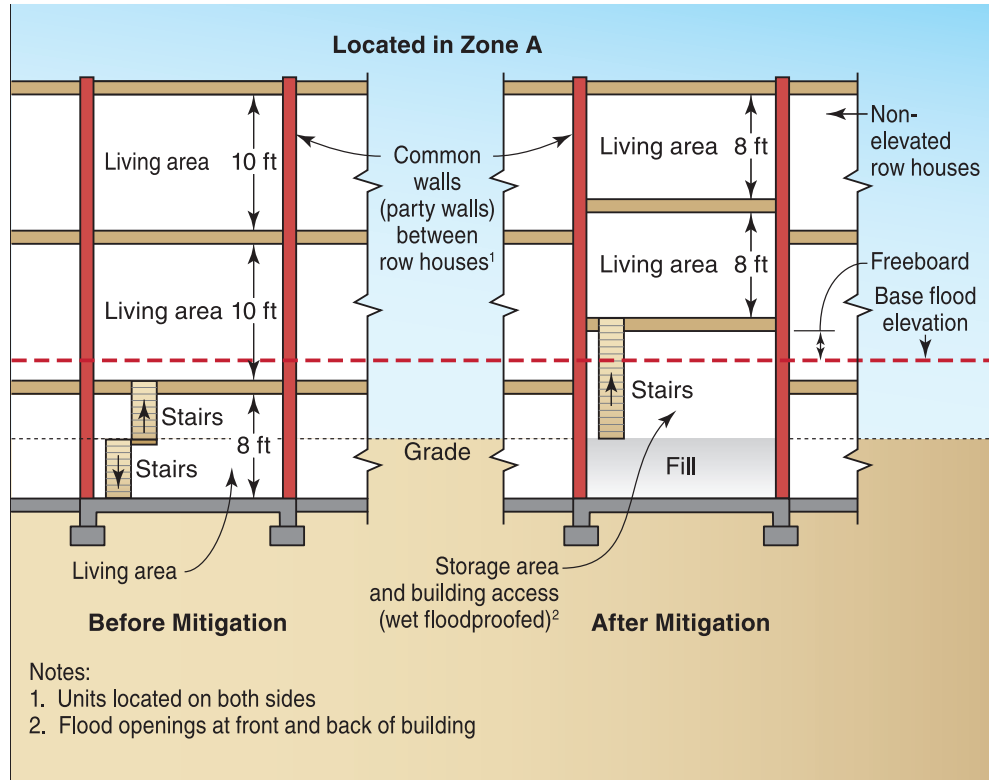 Located in Zone A
Living area 10 ft
Living area 10 ft
Stairs
Stairs
8 ft
Living area
Before Mitigation
Common
walls
(party walls)
between
row houses¹
Grade
Living area 8 ft
Living area 8 ft
Stairs
Fill
Non-
elevated
row houses
Freeboard
Base flood
elevation
Storage area
and building access
(wet floodproofed)²
After Mitigation
Notes:
1. Units located on both sides
2. Flood openings at front and back of building